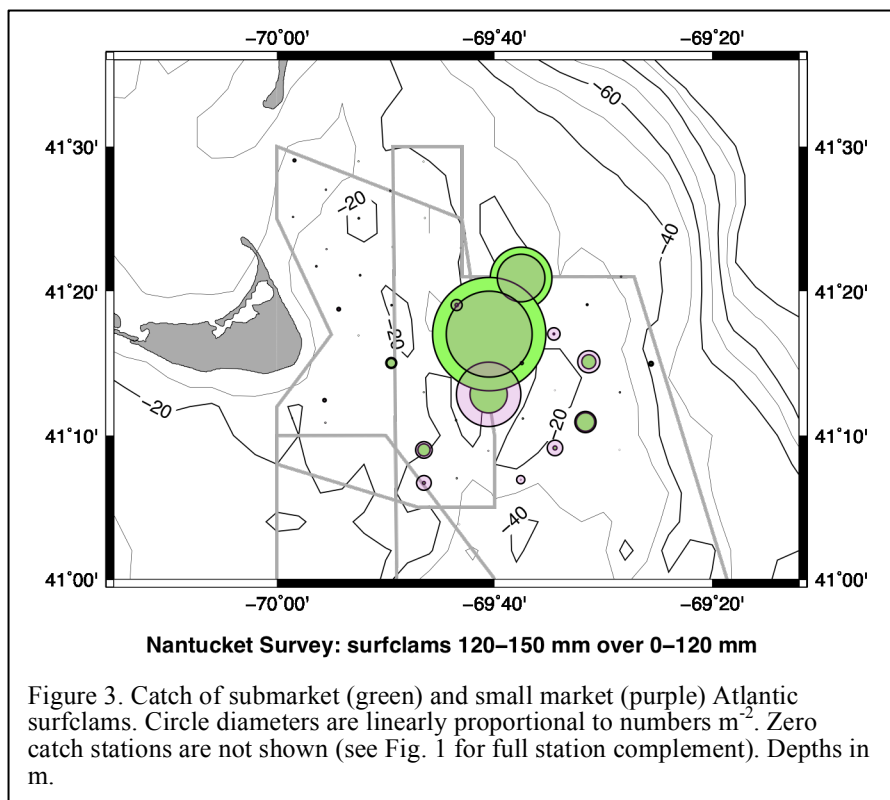 −70˚00' −69˚40' −69˚20'
−60
41˚30' 41˚30'
−20
−40
41˚20' 41˚20'
−20
−20
−20
41˚10' 41˚10'
−40
41˚00' 41˚00'
−70˚00' −69˚40' −69˚20'
Nantucket Survey: surfclams 120−150 mm over 0−120 mm
Figure 3. Catch of submarket (green) and small market (purple) Atlantic
surfclams. Circle diameters are linearly proportional to numbers m⁻². Zero
catch stations are not shown (see Fig. 1 for full station complement). Depths in
m.